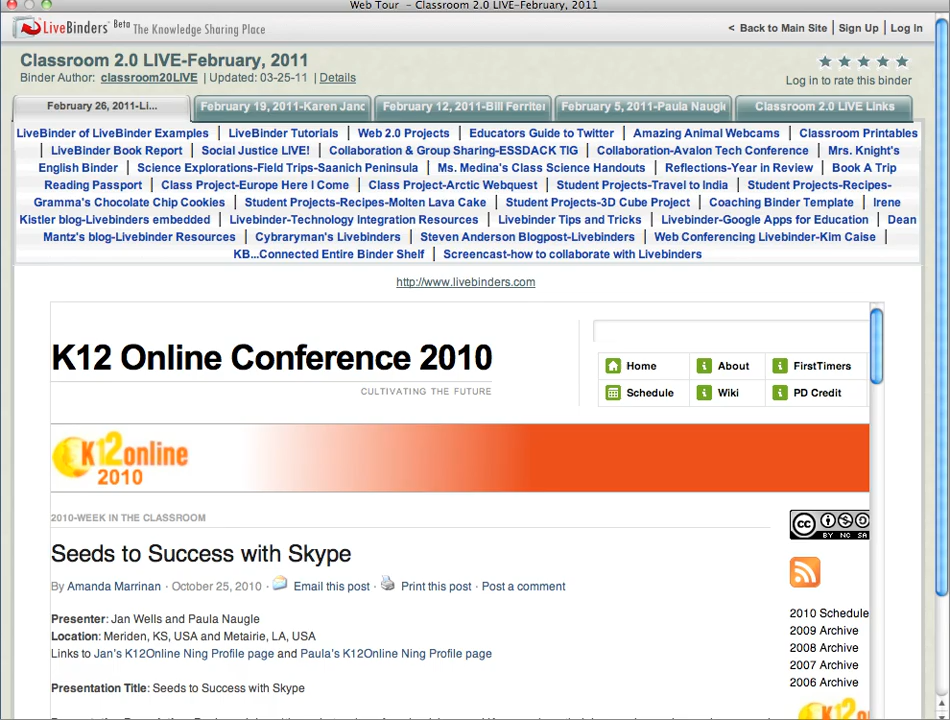 Web Tour - Classroom 2.0 LIVE-February, 2011
LiveBinders Beta The Knowledge Sharing Place
< Back to Main Site | Sign Up | Log In
Classroom 2.0 LIVE-February, 2011
Binder Author: classroom20LIVE | Updated: 03-25-11 | Details
Log in to rate this binder
February 26, 2011-Li... February 19, 2011-Karen Janc February 12, 2011-Bill Ferriter February 5, 2011-Paula Naugle Classroom 2.0 LIVE Links
LiveBinder of LiveBinder Examples | LiveBinder Tutorials | Web 2.0 Projects | Educators Guide to Twitter | Amazing Animal Webcams | Classroom Printables
| LiveBinder Book Report | Social Justice LIVE! | Collaboration & Group Sharing-ESSDACK TIG | Collaboration-Avalon Tech Conference | Mrs. Knight's
English Binder | Science Explorations-Field Trips-Saanich Peninsula | Ms. Medina's Class Science Handouts | Reflections-Year in Review | Book A Trip
Reading Passport | Class Project-Europe Here I Come | Class Project-Arctic Webquest | Student Projects-Travel to India | Student Projects-Recipes-
Gramma's Chocolate Chip Cookies | Student Projects-Recipes-Molten Lava Cake | Student Projects-3D Cube Project | Coaching Binder Template | Irene
Kistler blog-Livebinders embedded | Livebinder-Technology Integration Resources | Livebinder Tips and Tricks | Livebinder-Google Apps for Education | Dean
Mantz's blog-Livebinder Resources | Cybraryman's Livebinders | Steven Anderson Blogpost-Livebinders | Web Conferencing Livebinder-Kim Caise |
KB...Connected Entire Binder Shelf | Screencast-how to collaborate with Livebinders
http://www.livebinders.com
K12 Online Conference 2010
CULTIVATING THE FUTURE
Home About FirstTimers
Schedule Wiki PD Credit
K12online
2010
2010-WEEK IN THE CLASSROOM
cc BY NC SA
Seeds to Success with Skype
By Amanda Marrinan · October 25, 2010 · Email this post · Print this post · Post a comment
Presenter: Jan Wells and Paula Naugle
Location: Meriden, KS, USA and Metairie, LA, USA
Links to Jan's K12Online Ning Profile page and Paula's K12Online Ning Profile page
Presentation Title: Seeds to Success with Skype
2010 Schedule
2009 Archive
2008 Archive
2007 Archive
2006 Archive